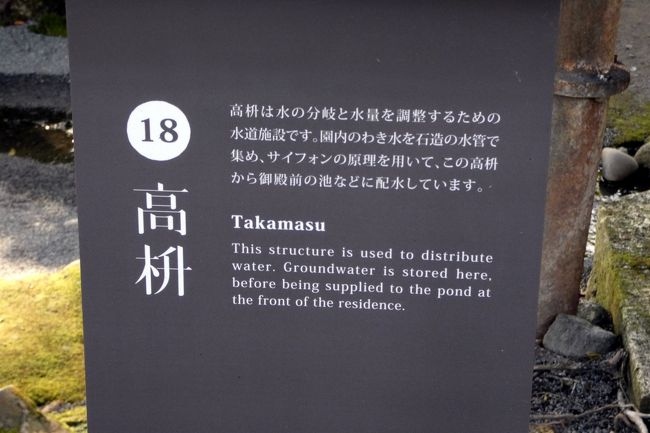 18
高枡
高枡は水の分岐と水量を調整するための
水道施設です。園内のわき水を石造の水管で
集め、サイフォンの原理を用いて、この高枡
から御殿前の池などに配水しています。
Takamasu
This structure is used to distribute
water. Groundwater is stored here,
before being supplied to the pond at
the front of the residence.